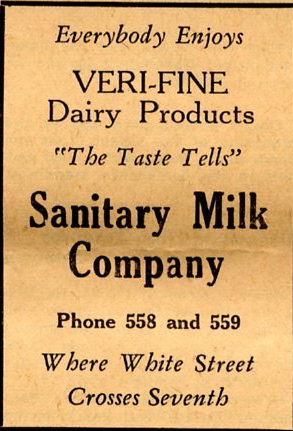 Everybody Enjoys
VERI-FINE
Dairy Products
"The Taste Tells"
Sanitary Milk
Company
Phone 558 and 559
Where White Street
Crosses Seventh